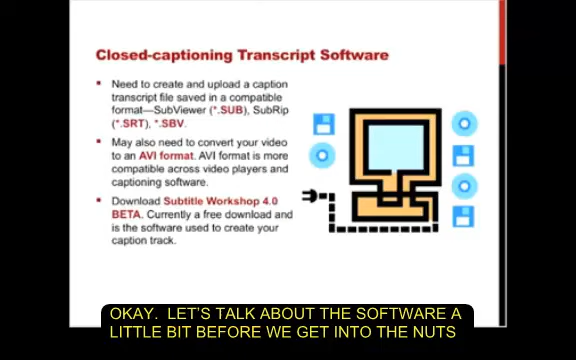 Closed-captioning Transcript Software
▪ Need to create and upload a caption
transcript file saved in a compatible
format—SubViewer (*.SUB), SubRip
(*.SRT), *.SBV.
▪ May also need to convert your video
to an AVI format. AVI format is more
compatible across video players and
captioning software.
▪ Download Subtitle Workshop 4.0
BETA. Currently a free download and
is the software used to create your
caption track.
OKAY.  LET'S TALK ABOUT THE SOFTWARE A
LITTLE BIT BEFORE WE GET INTO THE NUTS